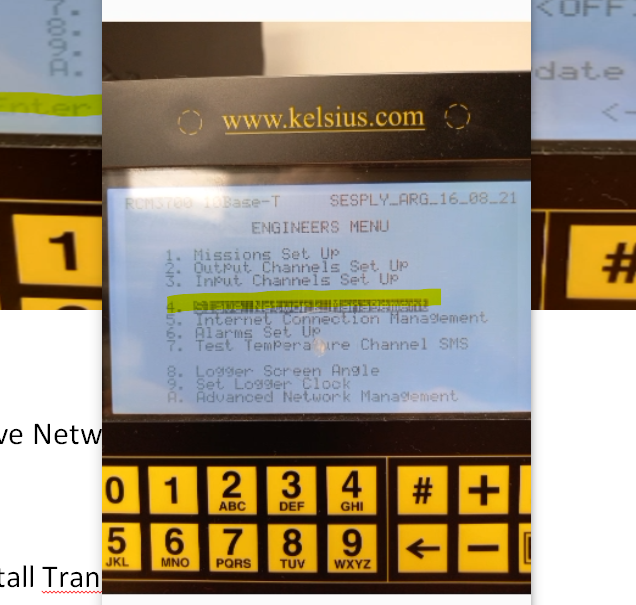 7.
8.
9.
A.
Enter
1
<OFF
date
<-
#
www.kelsius.com
RCM3700 10Base-T SESPLY_ARG_16_08_21
ENGINEERS MENU
1. Missions Set Up
2. Output Channels Set Up
3. Input Channels Set Up
4. Slave Network Management
5. Internet Connection Management
6. Alarms Set Up
7. Test Temperature Channel SMS
8. Logger Screen Angle
9. Set Logger Clock
A. Advanced Network Management
ve Netw
0 1 2 3 4 # +
ABC DEF GHI
5 6 7 8 9 ← −
JKL MNO PQRS TUV WXYZ
tall Tran